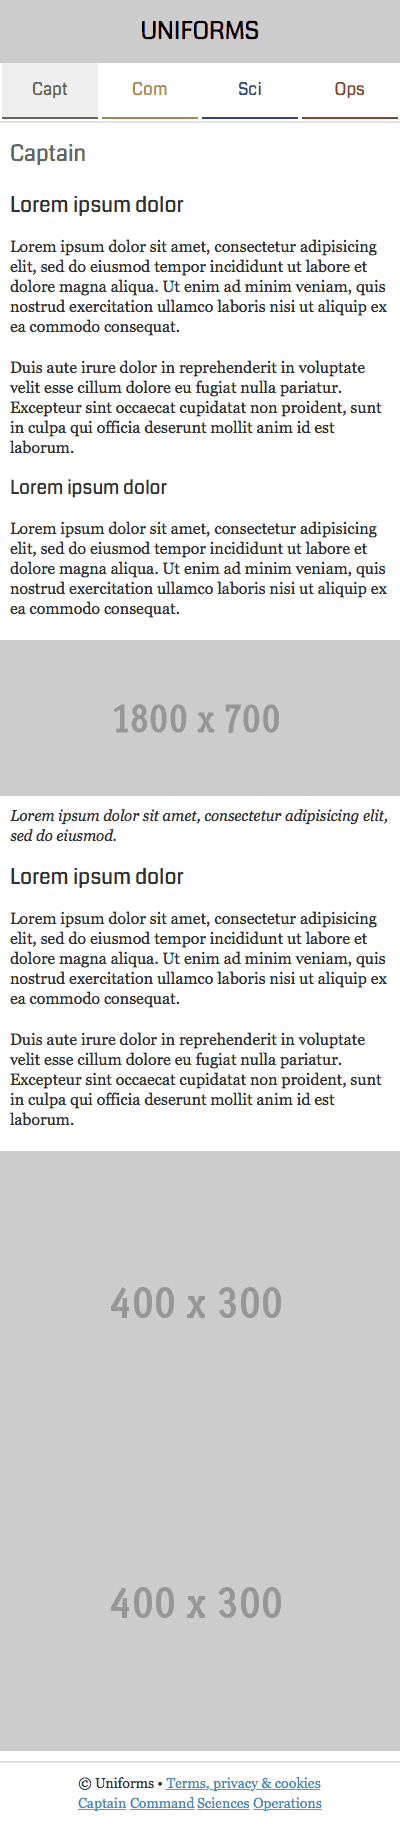 UNIFORMS
Capt Com Sci Ops
Captain
Lorem ipsum dolor
Lorem ipsum dolor sit amet, consectetur adipisicing
elit, sed do eiusmod tempor incididunt ut labore et
dolore magna aliqua. Ut enim ad minim veniam, quis
nostrud exercitation ullamco laboris nisi ut aliquip ex
ea commodo consequat.
Duis aute irure dolor in reprehenderit in voluptate
velit esse cillum dolore eu fugiat nulla pariatur.
Excepteur sint occaecat cupidatat non proident, sunt
in culpa qui officia deserunt mollit anim id est
laborum.
Lorem ipsum dolor
Lorem ipsum dolor sit amet, consectetur adipisicing
elit, sed do eiusmod tempor incididunt ut labore et
dolore magna aliqua. Ut enim ad minim veniam, quis
nostrud exercitation ullamco laboris nisi ut aliquip ex
ea commodo consequat.
1800 x 700
Lorem ipsum dolor sit amet, consectetur adipisicing elit,
sed do eiusmod.
Lorem ipsum dolor
Lorem ipsum dolor sit amet, consectetur adipisicing
elit, sed do eiusmod tempor incididunt ut labore et
dolore magna aliqua. Ut enim ad minim veniam, quis
nostrud exercitation ullamco laboris nisi ut aliquip ex
ea commodo consequat.
Duis aute irure dolor in reprehenderit in voluptate
velit esse cillum dolore eu fugiat nulla pariatur.
Excepteur sint occaecat cupidatat non proident, sunt
in culpa qui officia deserunt mollit anim id est
laborum.
400 x 300
400 x 300
© Uniforms • Terms, privacy & cookies
Captain Command Sciences Operations